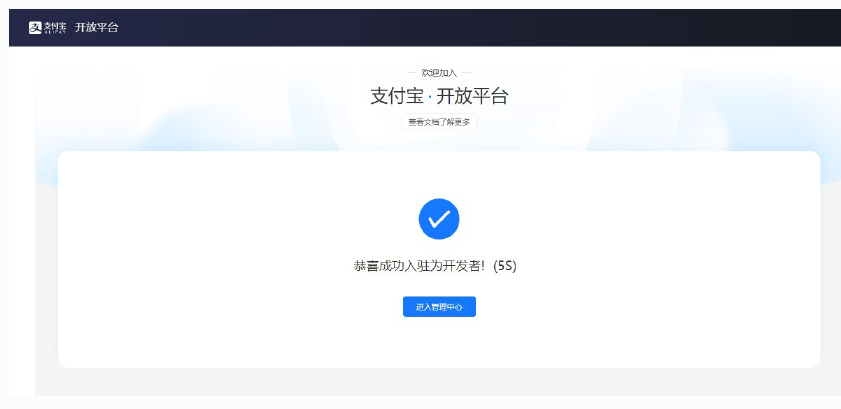 支付宝 开放平台
ALIPAY
欢迎加入
支付宝 · 开放平台
查看文档了解更多
恭喜成功入驻为开发者! (5S)
进入管理中心